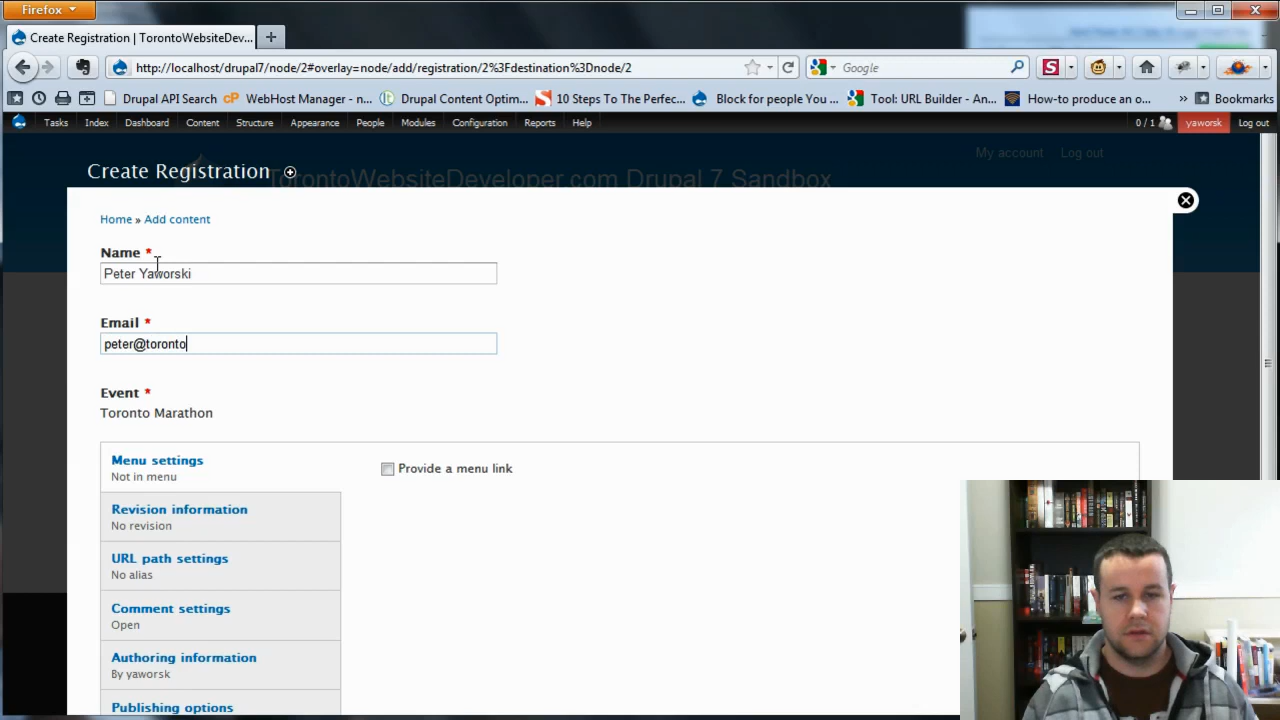 Firefox
Create Registration | TorontoWebsiteDev...
http://localhost/drupal7/node/2#overlay=node/add/registration/2%3Fdestination%3Dnode/2
Google
Drupal API Search
WebHost Manager - n...
Drupal Content Optim...
10 Steps To The Perfec...
Block for people You ...
Tool: URL Builder - An...
How-to produce an o...
»
Bookmarks
Tasks Index Dashboard Content Structure Appearance People Modules Configuration Reports Help 0 / 1 yaworsk Log out
My account Log out
Create Registration
TorontoWebsiteDeveloper.com Drupal 7 Sandbox
Home » Add content
Name *
Peter Yaworski
Email *
peter@toronto
Event *
Toronto Marathon
Menu settings
Not in menu
Provide a menu link
Revision information
No revision
URL path settings
No alias
Comment settings
Open
Authoring information
By yaworsk
Publishing options